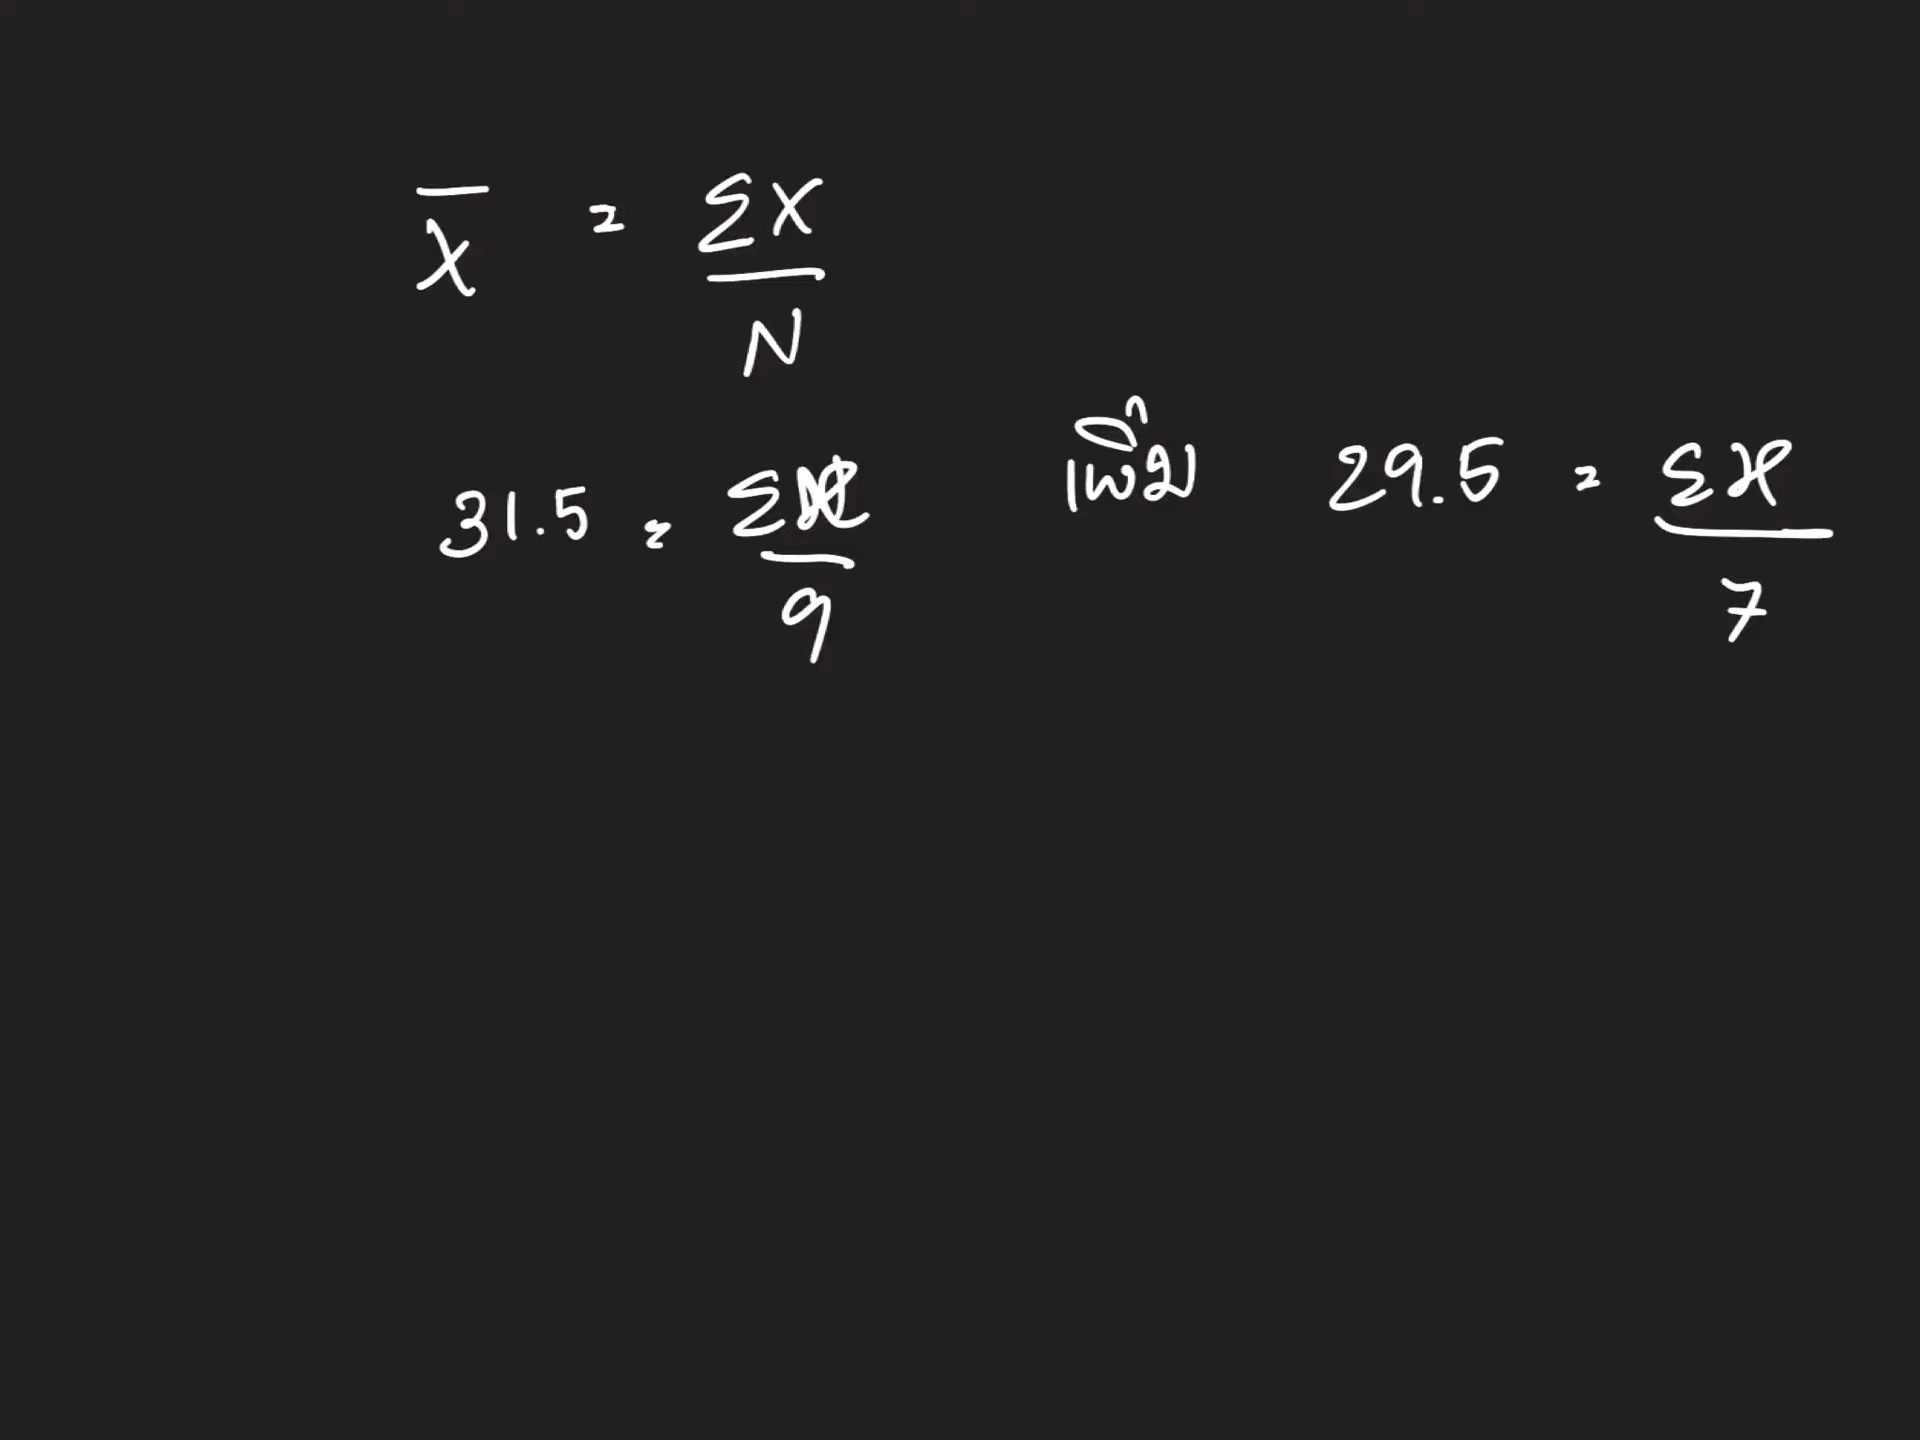 x̄ = Σx
N
31.5 = Σx
9
เพิ่ม 29.5 = Σx
7